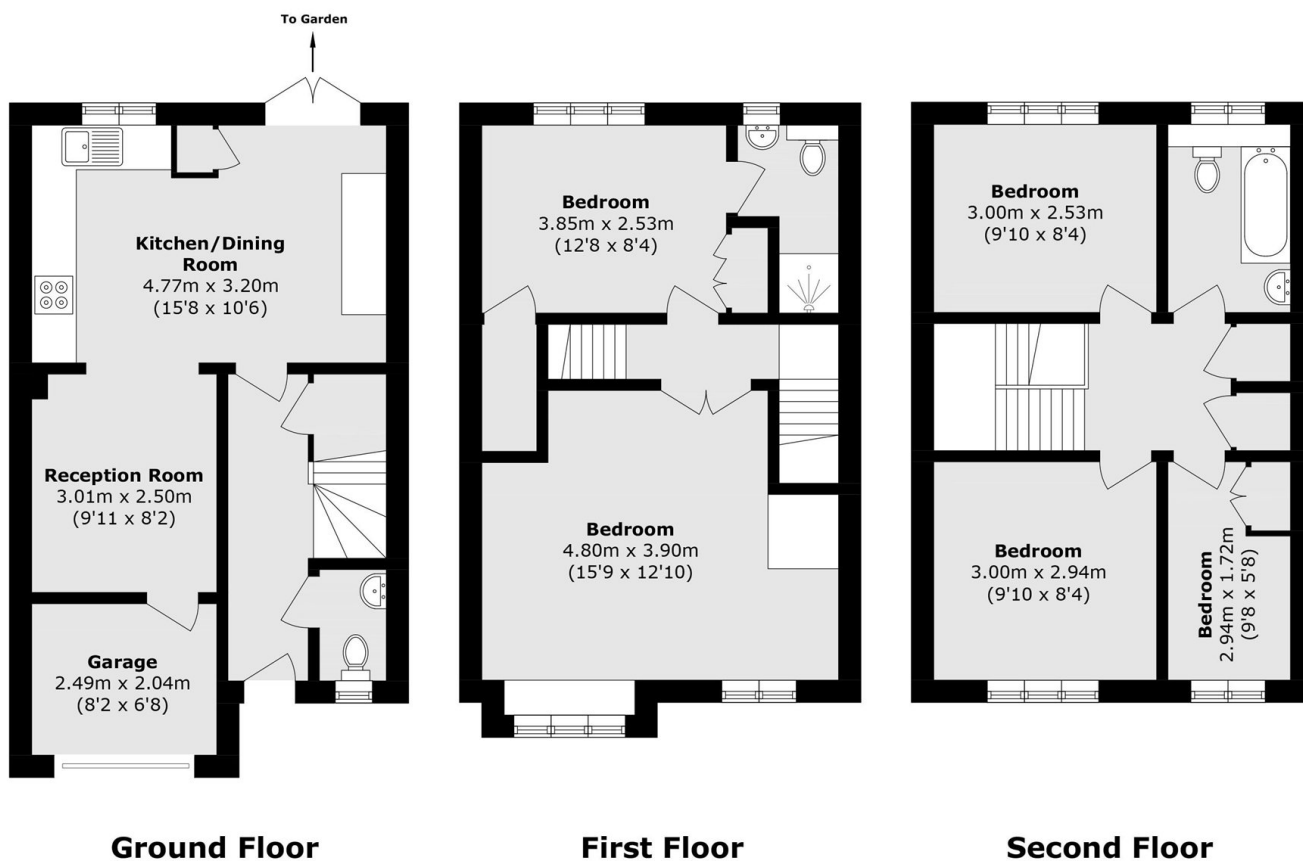 To Garden
Kitchen/Dining
Room
4.77m x 3.20m
(15'8 x 10'6)
Reception Room
3.01m x 2.50m
(9'11 x 8'2)
Garage
2.49m x 2.04m
(8'2 x 6'8)
Ground Floor
Bedroom
3.85m x 2.53m
(12'8 x 8'4)
Bedroom
4.80m x 3.90m
(15'9 x 12'10)
First Floor
Bedroom
3.00m x 2.53m
(9'10 x 8'4)
Bedroom
3.00m x 2.94m
(9'10 x 8'4)
Bedroom
2.94m x 1.72m
(9'8 x 5'8)
Second Floor